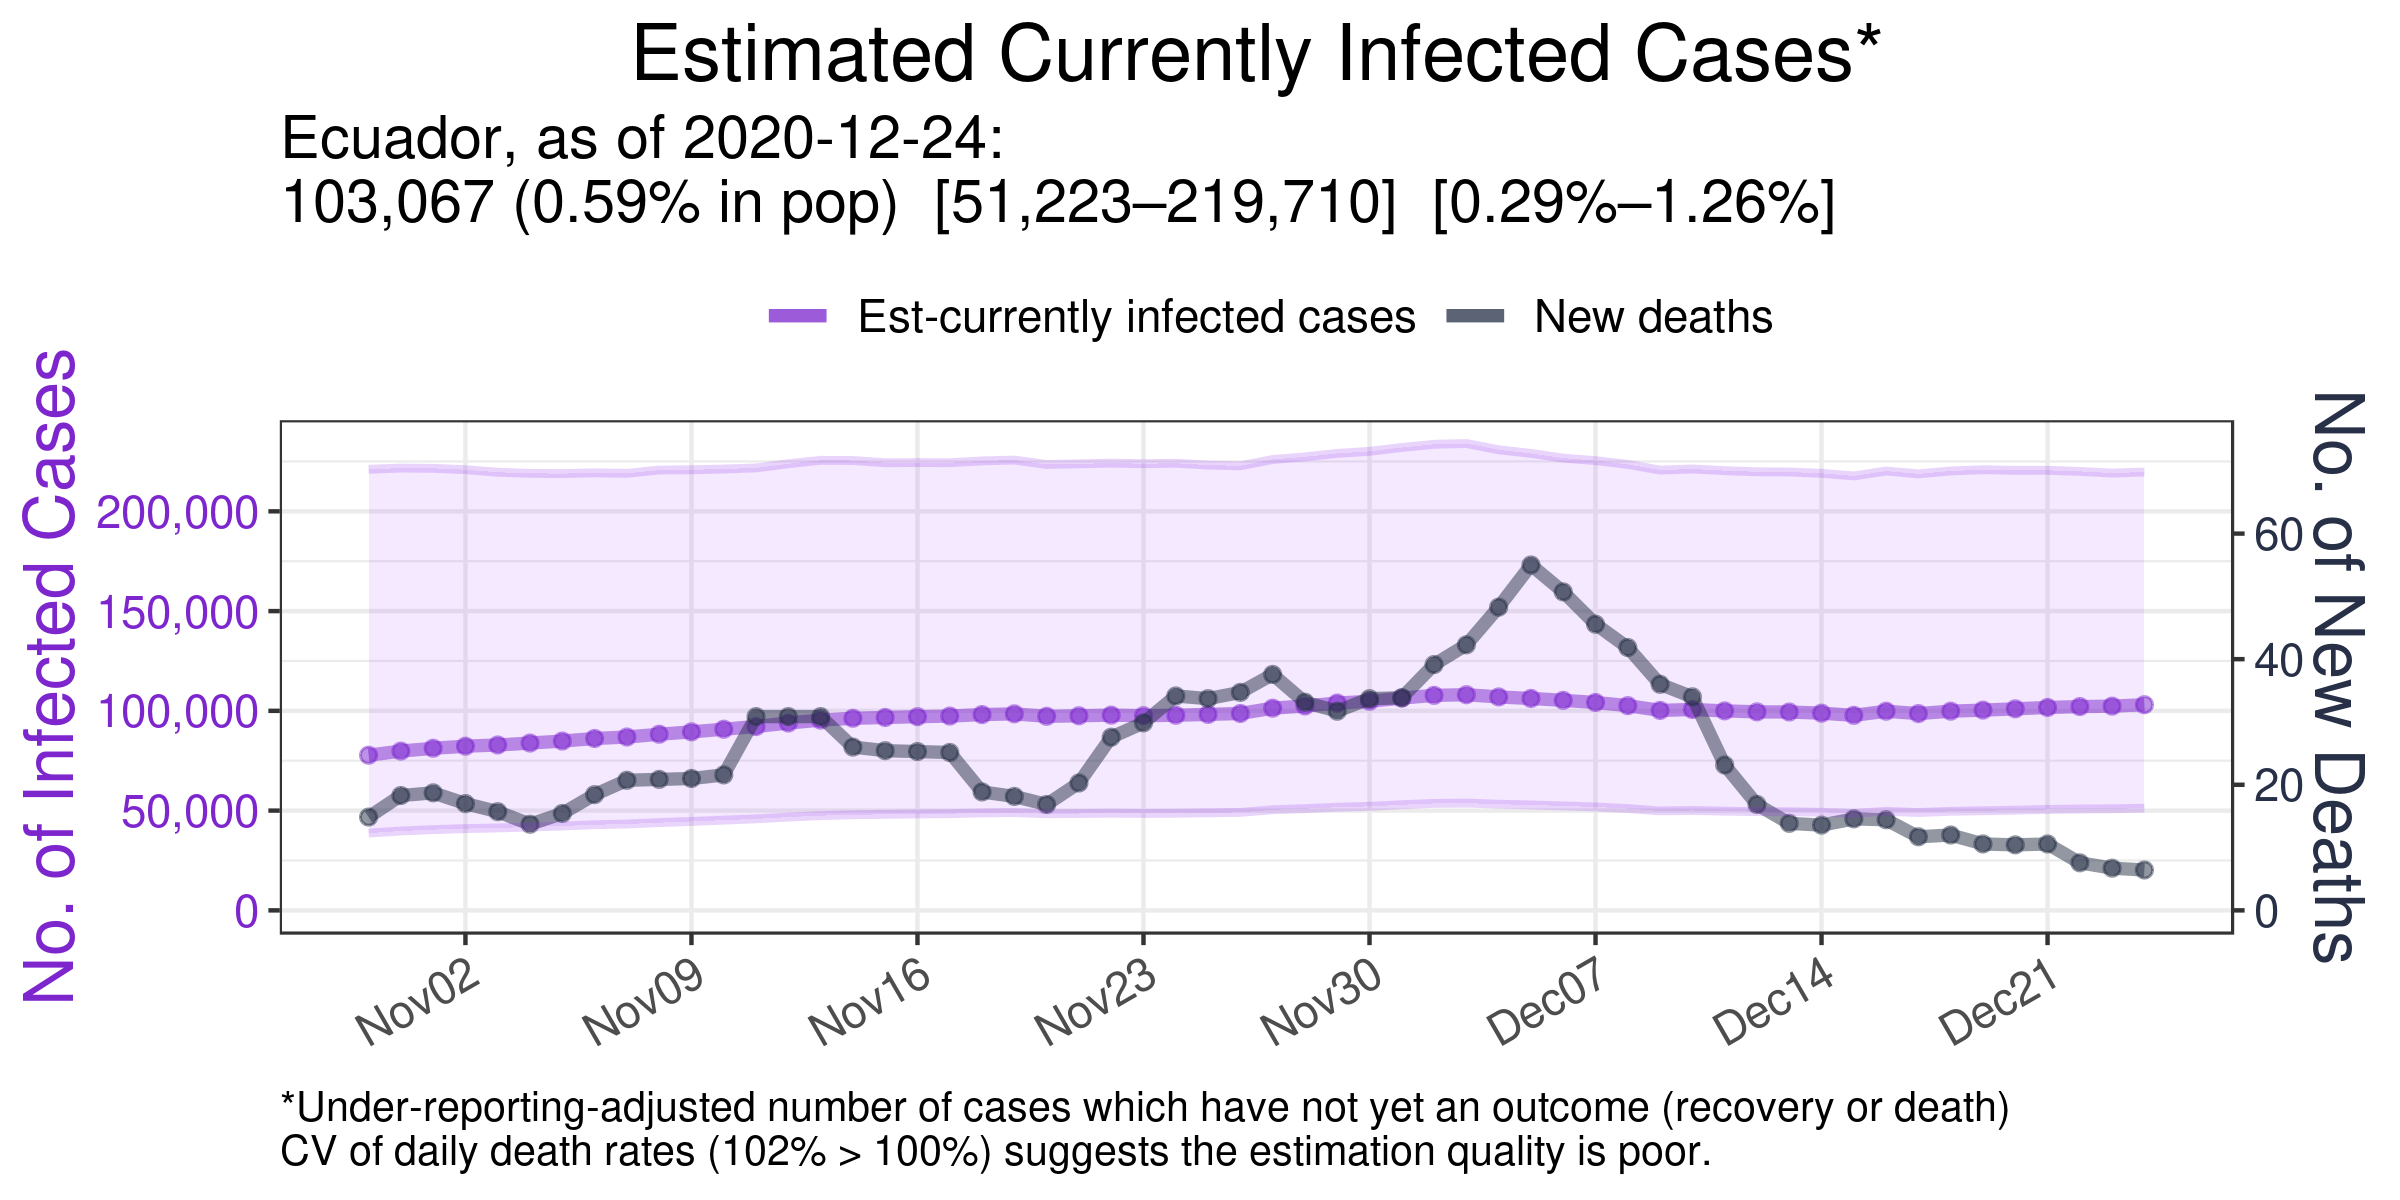 Estimated Currently Infected Cases*
Ecuador, as of 2020-12-24:
103,067 (0.59% in pop)  [51,223–219,710]  [0.29%–1.26%]
Est-currently infected cases
New deaths
No. of Infected Cases
200,000
150,000
100,000
50,000
0
60
40
20
0
No. of New Deaths
Nov02
Nov09
Nov16
Nov23
Nov30
Dec07
Dec14
Dec21
*Under-reporting-adjusted number of cases which have not yet an outcome (recovery or death)
CV of daily death rates (102% > 100%) suggests the estimation quality is poor.